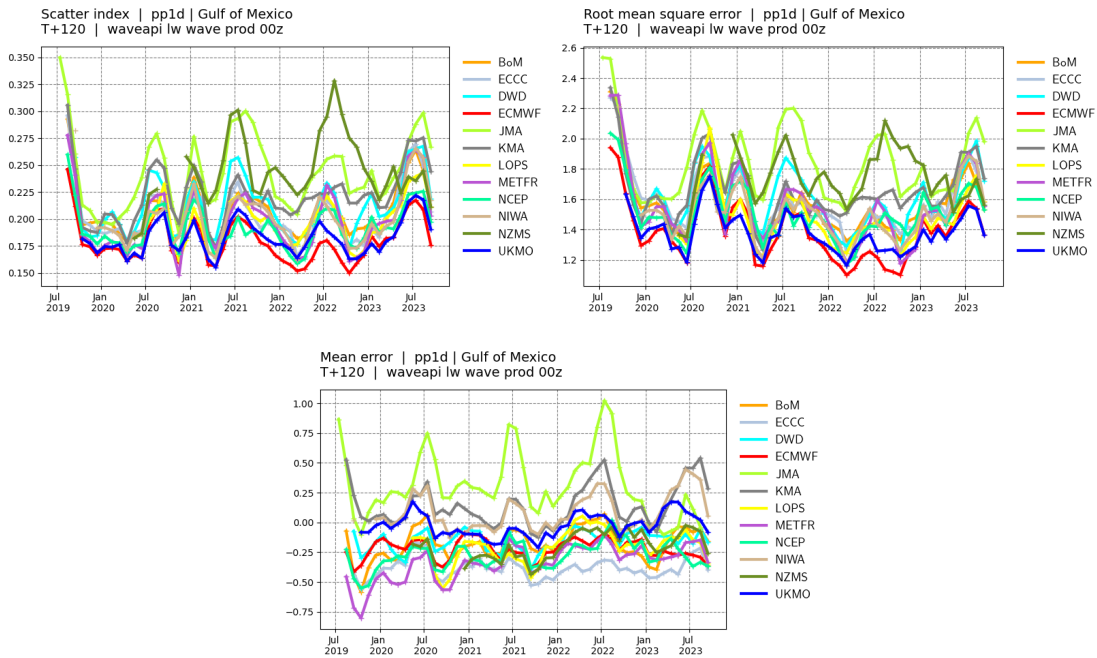 Scatter index | pp1d | Gulf of Mexico
T+120 | waveapi lw wave prod 00z
0.350
0.325
0.300
0.275
0.250
0.225
0.200
0.175
0.150
Jul 2019
Jan 2020
Jul 2020
Jan 2021
Jul 2021
Jan 2022
Jul 2022
Jan 2023
Jul 2023
BoM
ECCC
DWD
ECMWF
JMA
KMA
LOPS
METFR
NCEP
NIWA
NZMS
UKMO
Root mean square error | pp1d | Gulf of Mexico
T+120 | waveapi lw wave prod 00z
2.6
2.4
2.2
2.0
1.8
1.6
1.4
1.2
Jul 2019
Jan 2020
Jul 2020
Jan 2021
Jul 2021
Jan 2022
Jul 2022
Jan 2023
Jul 2023
BoM
ECCC
DWD
ECMWF
JMA
KMA
LOPS
METFR
NCEP
NIWA
NZMS
UKMO
Mean error | pp1d | Gulf of Mexico
T+120 | waveapi lw wave prod 00z
1.00
0.75
0.50
0.25
0.00
−0.25
−0.50
−0.75
Jul 2019
Jan 2020
Jul 2020
Jan 2021
Jul 2021
Jan 2022
Jul 2022
Jan 2023
Jul 2023
BoM
ECCC
DWD
ECMWF
JMA
KMA
LOPS
METFR
NCEP
NIWA
NZMS
UKMO